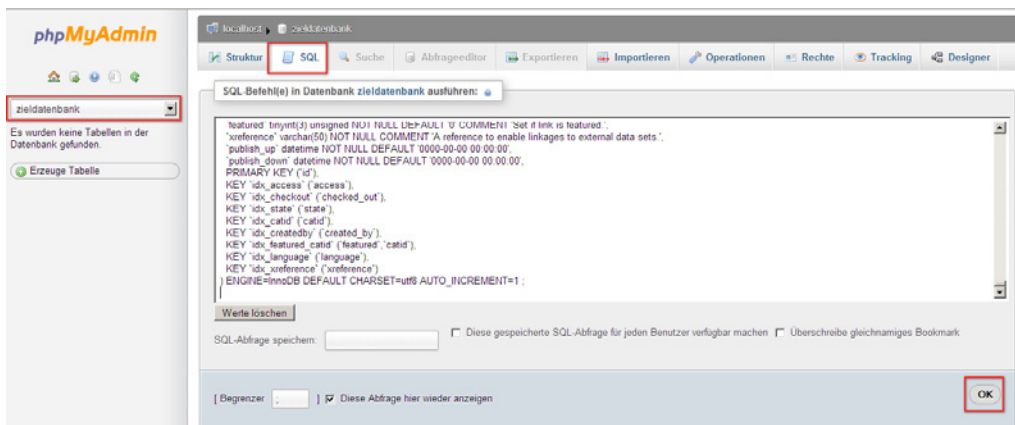 phpMyAdmin
localhost ▸ zieldatenbank
Struktur SQL Suche Abfrageeditor Exportieren Importieren Operationen Rechte Tracking Designer
zieldatenbank
Es wurden keine Tabellen in der
Datenbank gefunden.
Erzeuge Tabelle
SQL-Befehl(e) in Datenbank zieldatenbank ausführen:
`featured` tinyint(3) unsigned NOT NULL DEFAULT '0' COMMENT 'Set if link is featured.',
`xreference` varchar(50) NOT NULL COMMENT 'A reference to enable linkages to external data sets.',
`publish_up` datetime NOT NULL DEFAULT '0000-00-00 00:00:00',
`publish_down` datetime NOT NULL DEFAULT '0000-00-00 00:00:00',
PRIMARY KEY (`id`),
KEY `idx_access` (`access`),
KEY `idx_checkout` (`checked_out`),
KEY `idx_state` (`state`),
KEY `idx_catid` (`catid`),
KEY `idx_createdby` (`created_by`),
KEY `idx_featured_catid` (`featured`,`catid`),
KEY `idx_language` (`language`),
KEY `idx_xreference` (`xreference`)
) ENGINE=InnoDB DEFAULT CHARSET=utf8 AUTO_INCREMENT=1 ;
Werte löschen
SQL-Abfrage speichern: Diese gespeicherte SQL-Abfrage für jeden Benutzer verfügbar machen Überschreibe gleichnamiges Bookmark
[ Begrenzer ; ] Diese Abfrage hier wieder anzeigen
OK